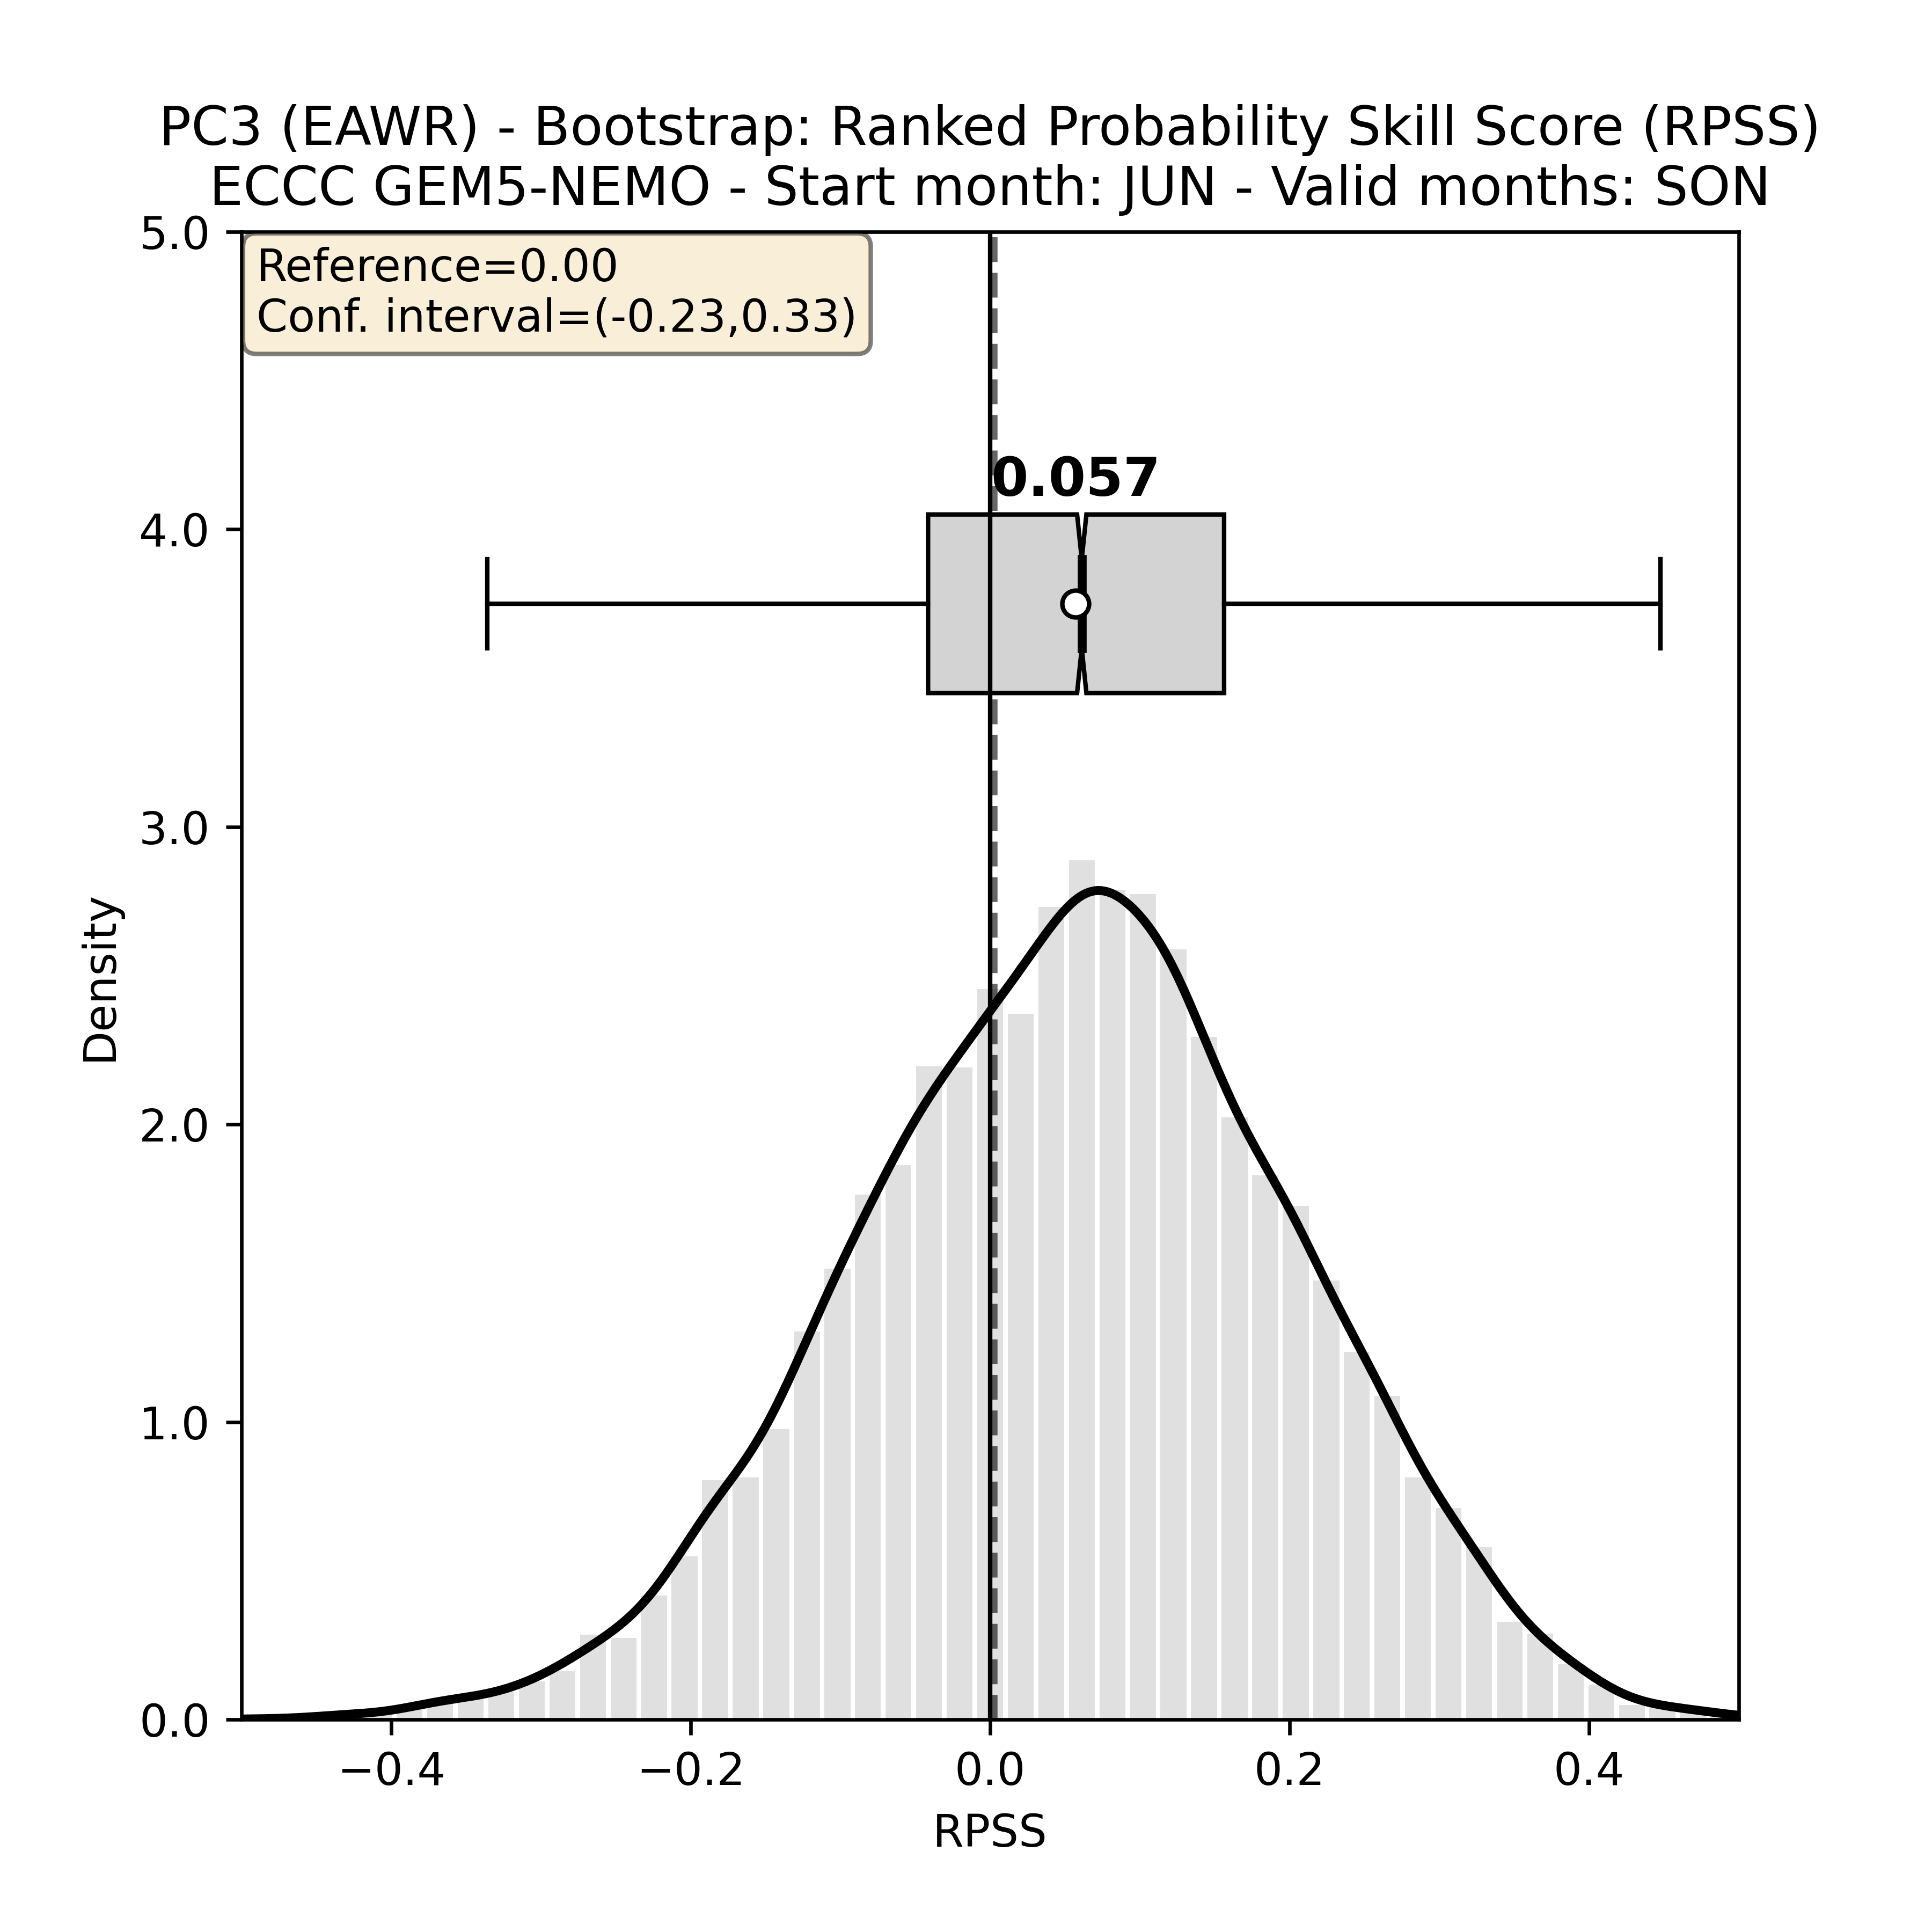 PC3 (EAWR) - Bootstrap: Ranked Probability Skill Score (RPSS)
ECCC GEM5-NEMO - Start month: JUN - Valid months: SON
5.0
Reference=0.00
Conf. interval=(-0.23,0.33)
0.057
4.0
3.0
Density
2.0
1.0
0.0
−0.4
−0.2
0.0
0.2
0.4
RPSS